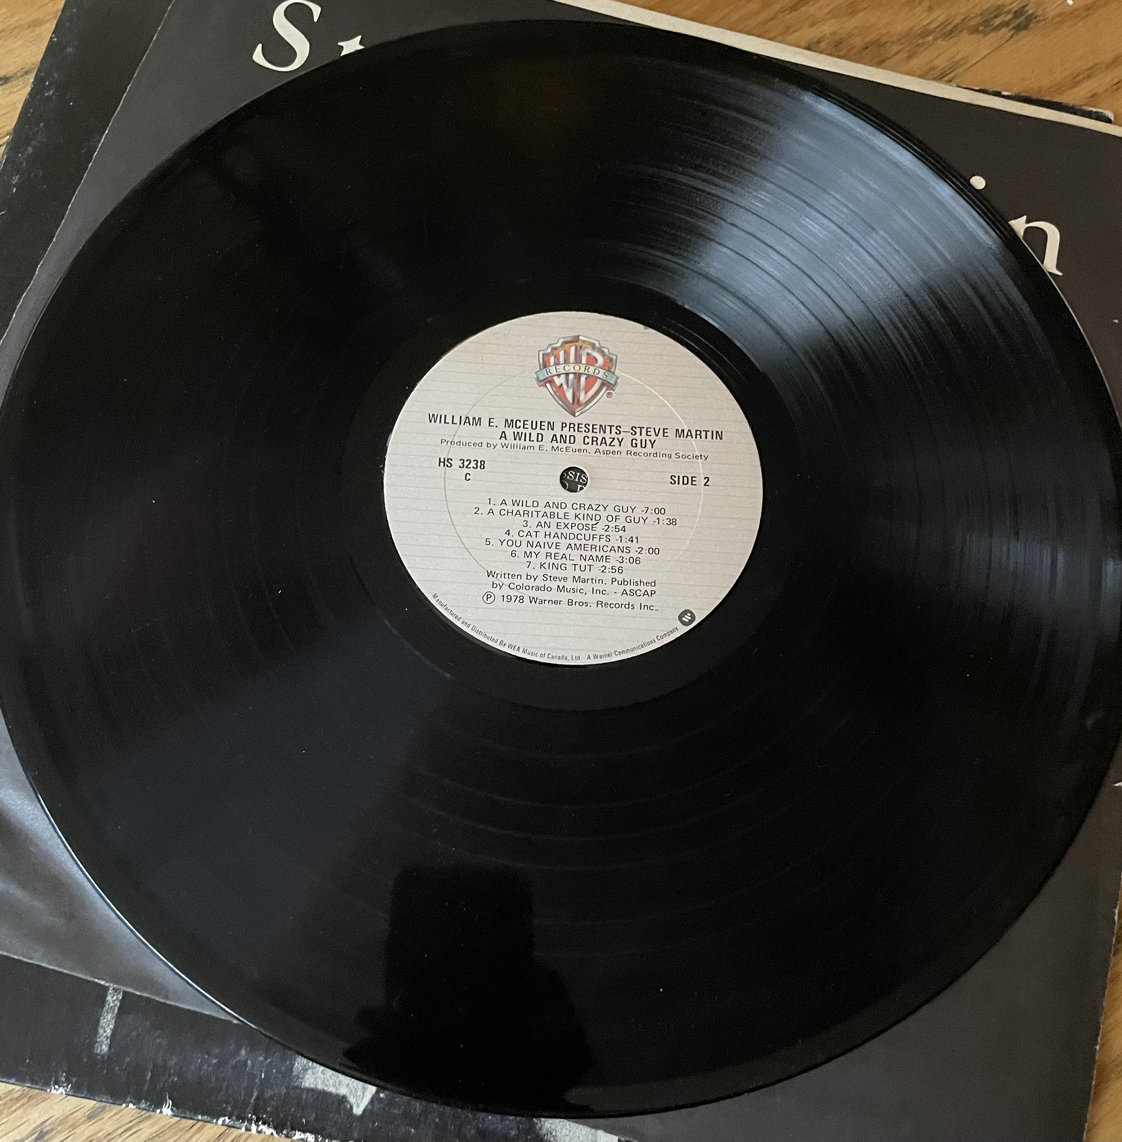 S
in
WB
RECORDS
®
WILLIAM E. MCEUEN PRESENTS—STEVE MARTIN
A WILD AND CRAZY GUY
Produced by William E. McEuen, Aspen Recording Society
HS 3238
C
SIS
SIDE 2
1. A WILD AND CRAZY GUY -7:00
2. A CHARITABLE KIND OF GUY -1:38
3. AN EXPOSÉ -2:54
4. CAT HANDCUFFS -1:41
5. YOU NAIVE AMERICANS -2:00
6. MY REAL NAME -3:06
7. KING TUT -2:56
Written by Steve Martin, Published
by Colorado Music, Inc. - ASCAP
Ⓟ 1978 Warner Bros. Records Inc.
Manufactured and Distributed By WEA Music of Canada, Ltd. A Warner Communications Company